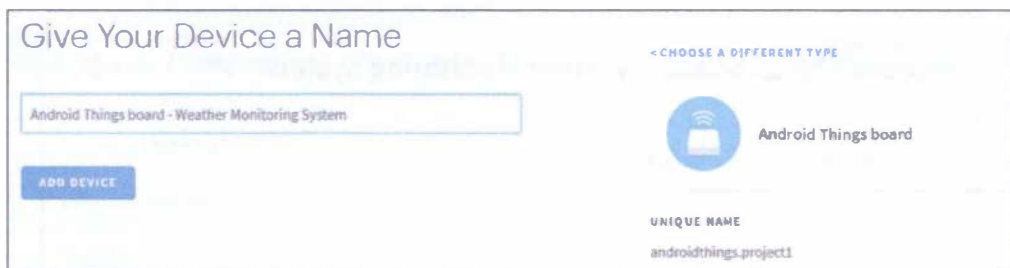 Give Your Device a Name
Android Things board - Weather Monitoring System
ADD DEVICE
< CHOOSE A DIFFERENT TYPE
Android Things board
UNIQUE NAME
androidthings.project1